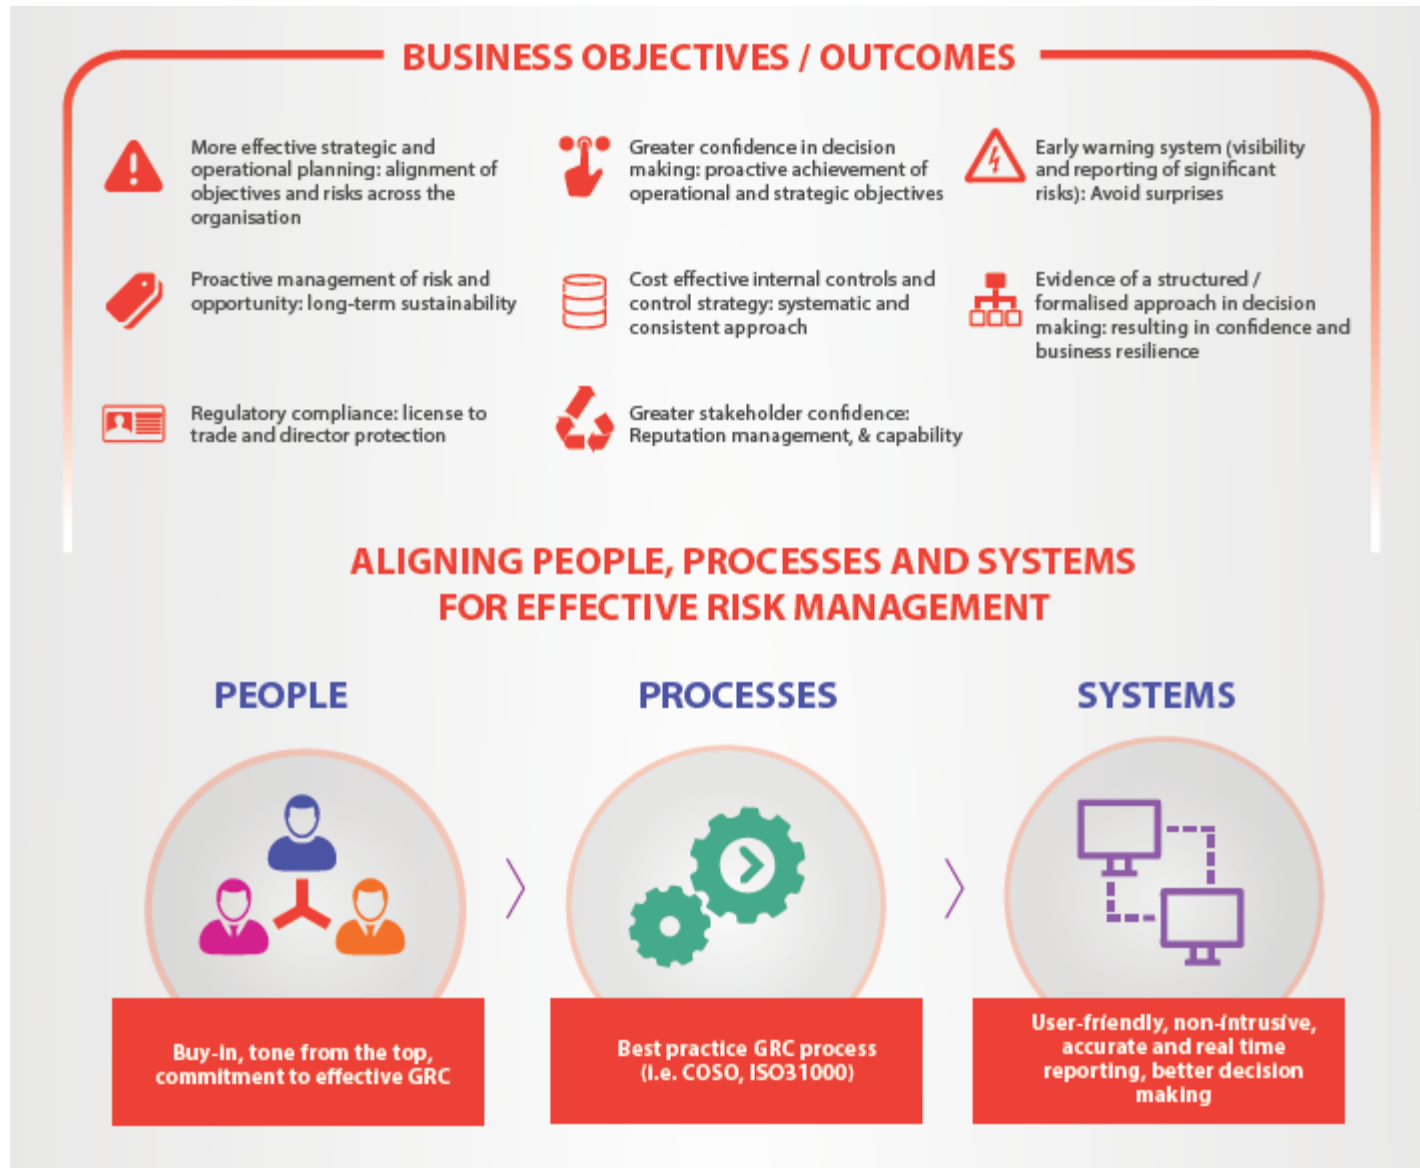 BUSINESS OBJECTIVES / OUTCOMES
More effective strategic and
operational planning: alignment of
objectives and risks across the
organisation
Greater confidence in decision
making: proactive achievement of
operational and strategic objectives
Early warning system (visibility
and reporting of significant
risks): Avoid surprises
Proactive management of risk and
opportunity: long-term sustainability
Cost effective internal controls and
control strategy: systematic and
consistent approach
Evidence of a structured /
formalised approach in decision
making: resulting in confidence and
business resilience
Regulatory compliance: license to
trade and director protection
Greater stakeholder confidence:
Reputation management, & capability
ALIGNING PEOPLE, PROCESSES AND SYSTEMS
FOR EFFECTIVE RISK MANAGEMENT
PEOPLE
PROCESSES
SYSTEMS
Buy-in, tone from the top,
commitment to effective GRC
Best practice GRC process
(i.e. COSO, ISO31000)
User-friendly, non-intrusive,
accurate and real time
reporting, better decision
making